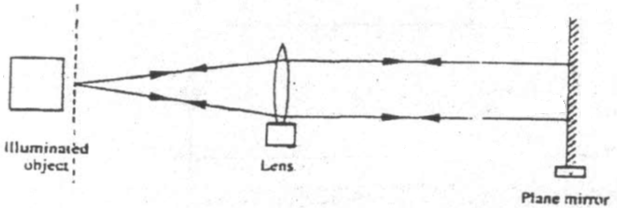 Illuminated
object
Lens
Plane mirror